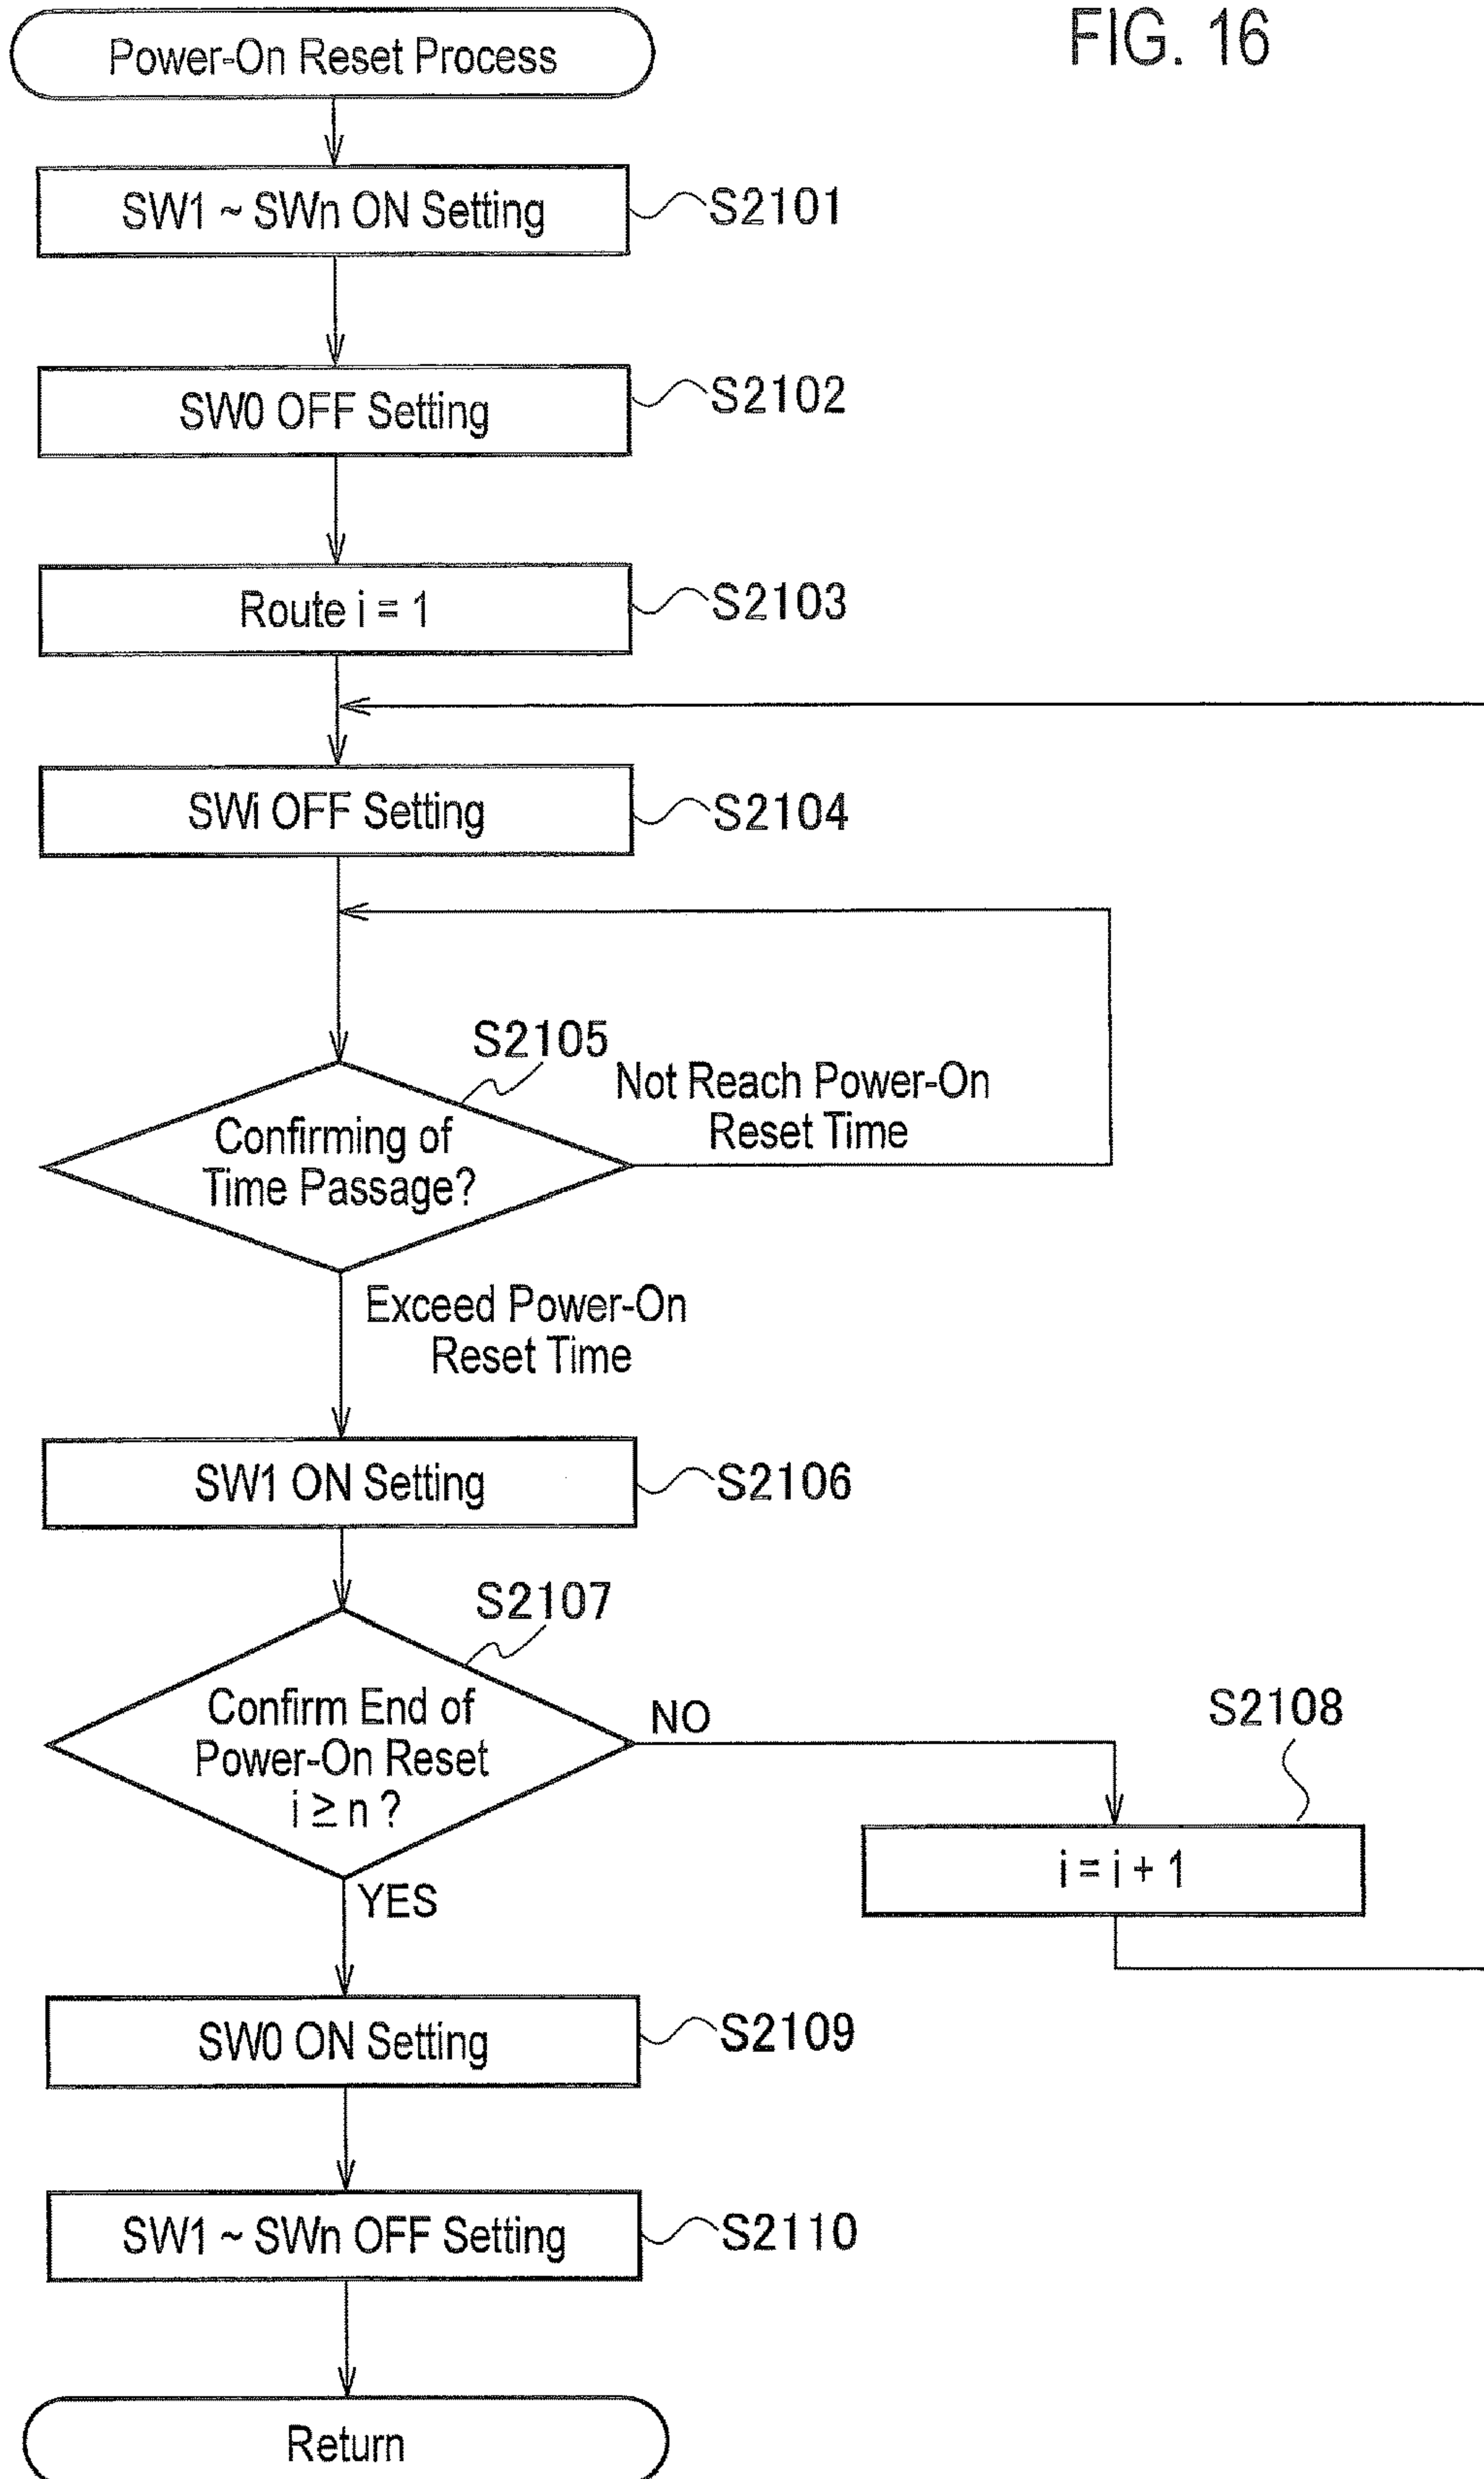 FIG. 16
Power-On Reset Process
SW1 ~ SWn ON Setting
S2101
SW0 OFF Setting
S2102
Route i = 1
S2103
SWi OFF Setting
S2104
S2105
Confirming of
Time Passage?
Not Reach Power-On
Reset Time
Exceed Power-On
Reset Time
SW1 ON Setting
S2106
S2107
Confirm End of
Power-On Reset
i ≥ n ?
NO
S2108
i = i + 1
YES
SW0 ON Setting
S2109
SW1 ~ SWn OFF Setting
S2110
Return